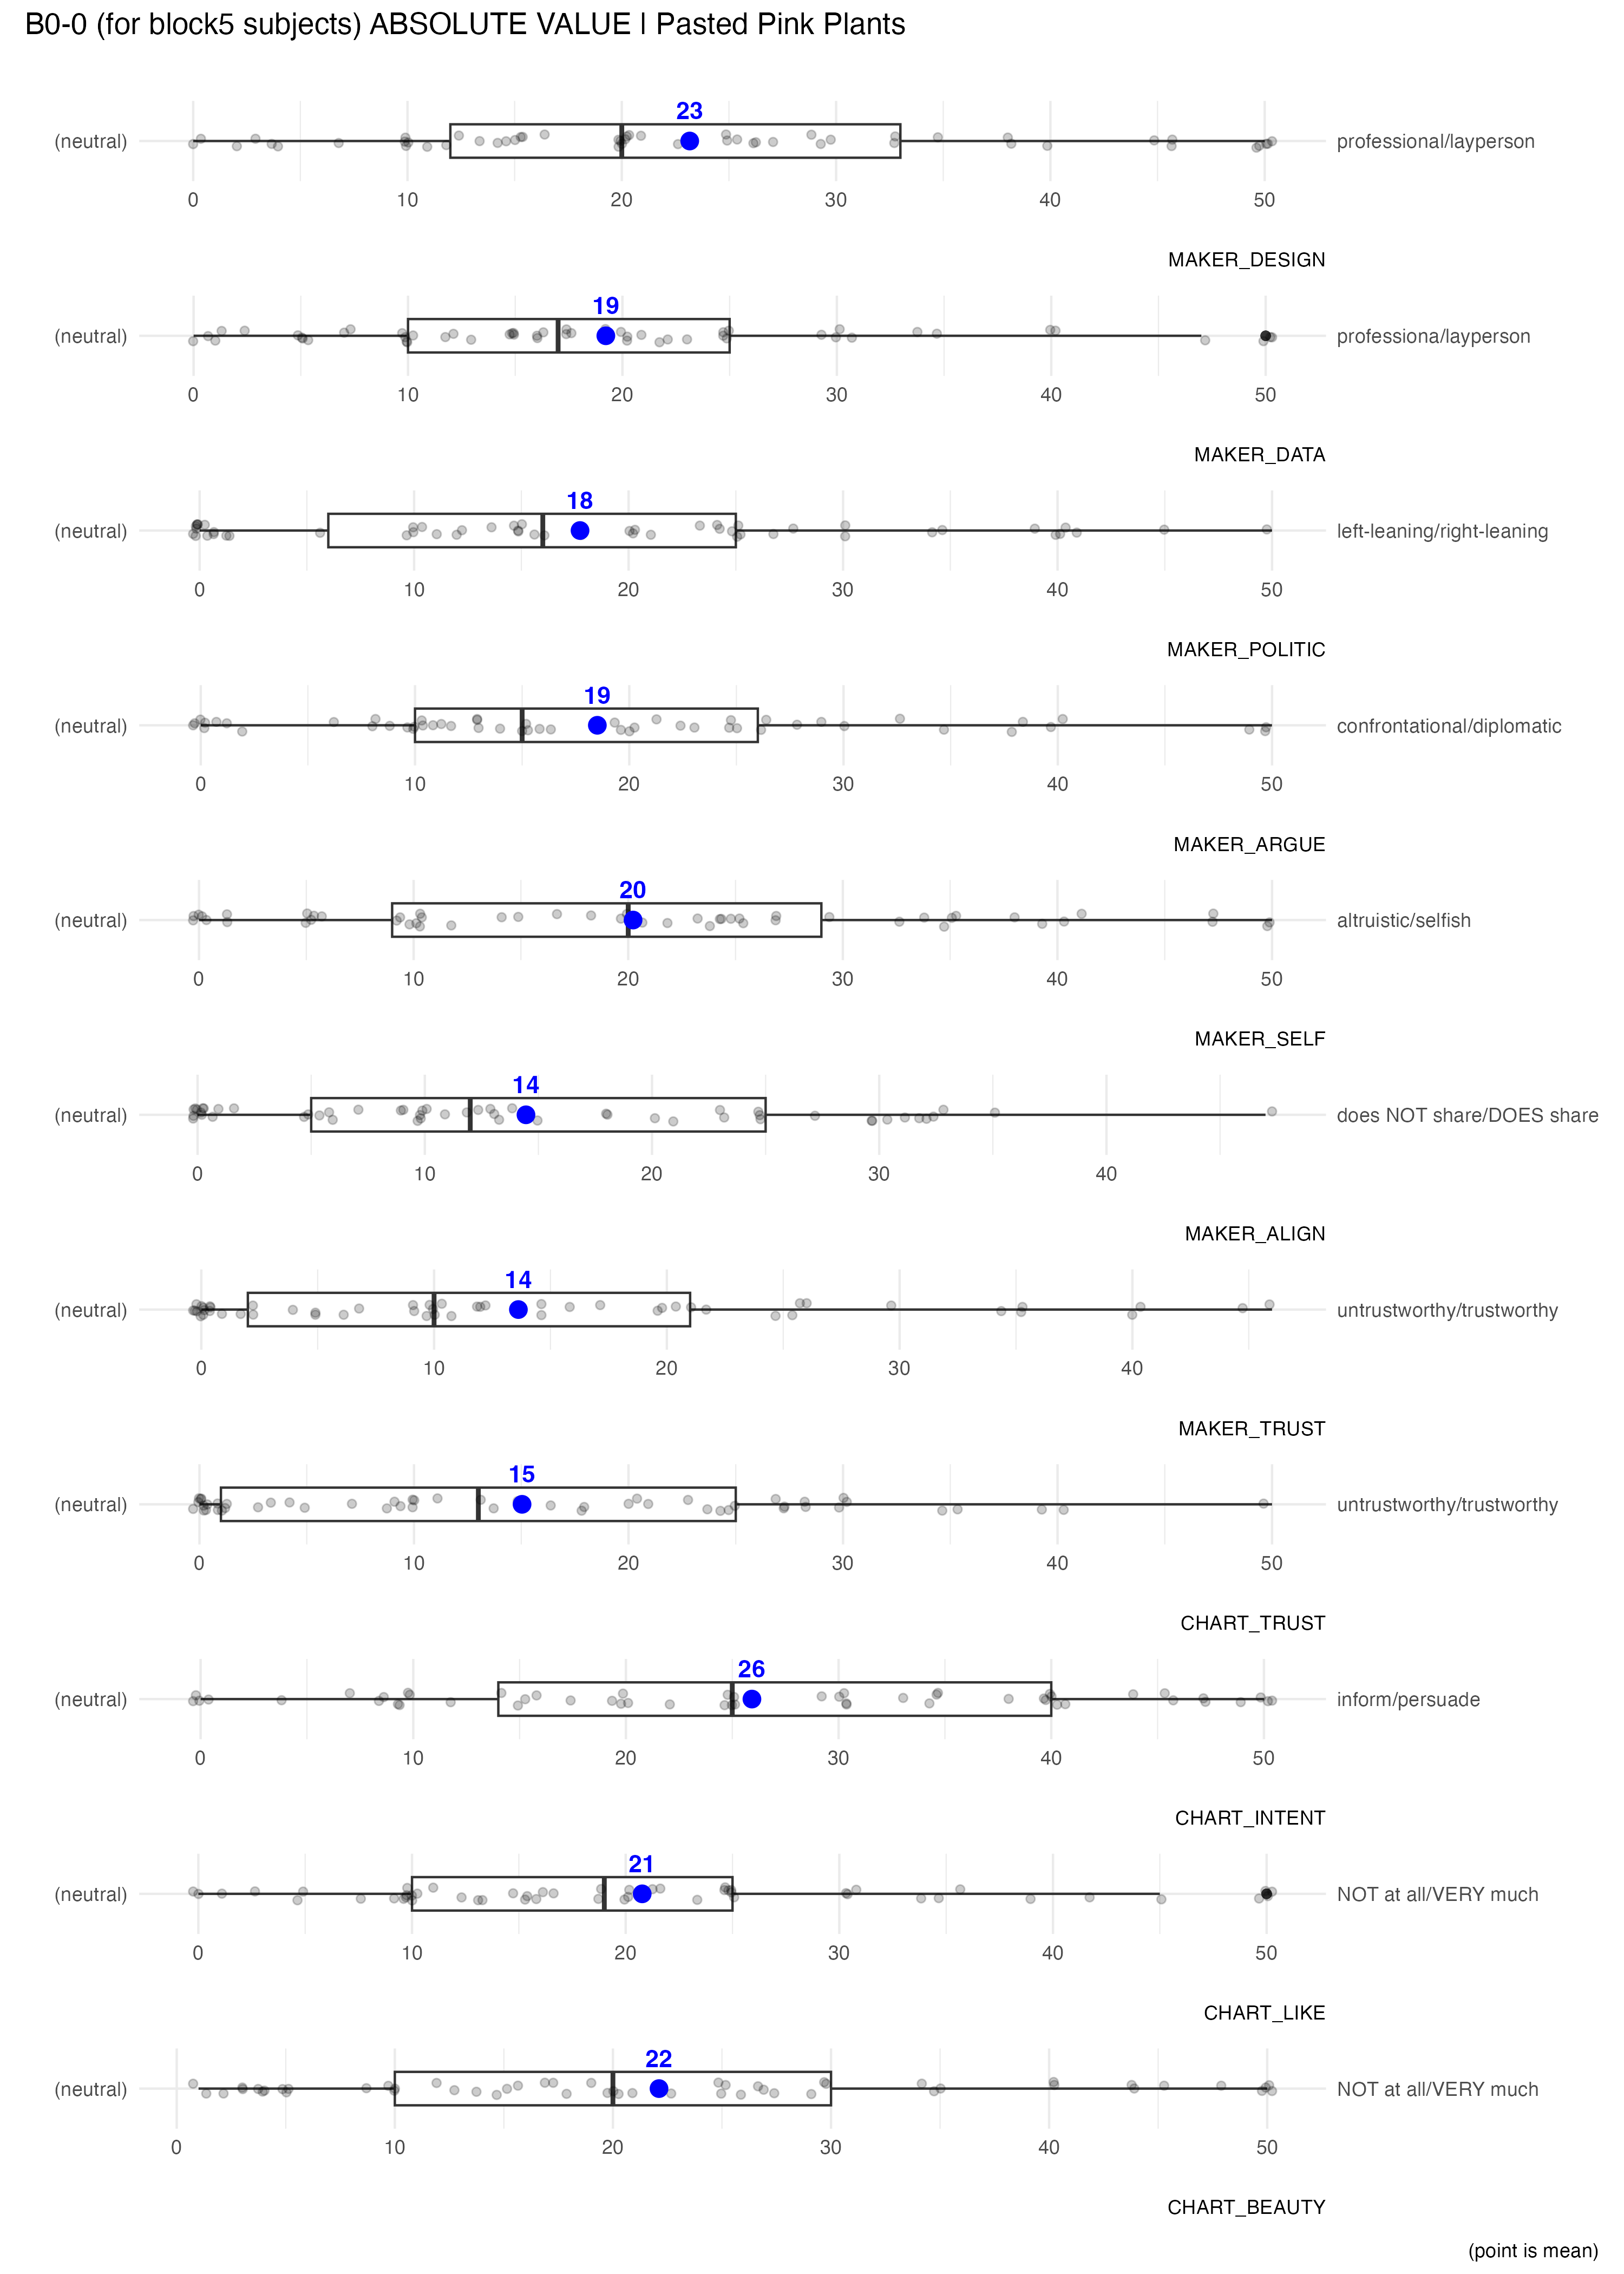 B0-0 (for block5 subjects) ABSOLUTE VALUE | Pasted Pink Plants
23
(neutral) professional/layperson
0 10 20 30 40 50
MAKER_DESIGN
19
(neutral) professiona/layperson
0 10 20 30 40 50
MAKER_DATA
18
(neutral) left-leaning/right-leaning
0 10 20 30 40 50
MAKER_POLITIC
19
(neutral) confrontational/diplomatic
0 10 20 30 40 50
MAKER_ARGUE
20
(neutral) altruistic/selfish
0 10 20 30 40 50
MAKER_SELF
14
(neutral) does NOT share/DOES share
0 10 20 30 40
MAKER_ALIGN
14
(neutral) untrustworthy/trustworthy
0 10 20 30 40
MAKER_TRUST
15
(neutral) untrustworthy/trustworthy
0 10 20 30 40 50
CHART_TRUST
26
(neutral) inform/persuade
0 10 20 30 40 50
CHART_INTENT
21
(neutral) NOT at all/VERY much
0 10 20 30 40 50
CHART_LIKE
22
(neutral) NOT at all/VERY much
0 10 20 30 40 50
CHART_BEAUTY
(point is mean)